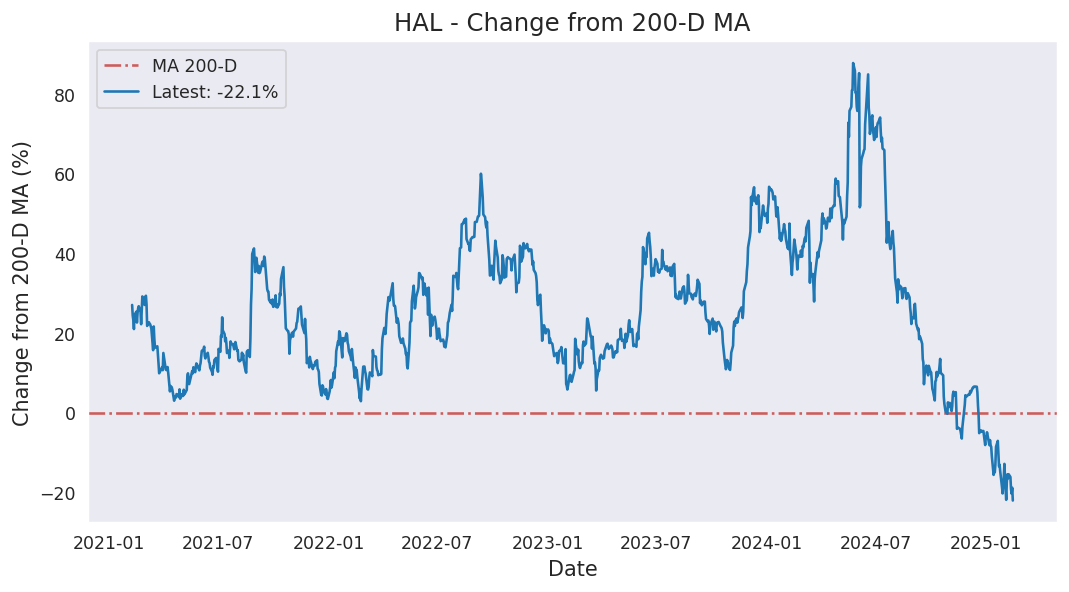 HAL - Change from 200-D MA
MA 200-D
Latest: -22.1%
Change from 200-D MA (%)
80
60
40
20
0
−20
2021-01 2021-07 2022-01 2022-07 2023-01 2023-07 2024-01 2024-07 2025-01
Date